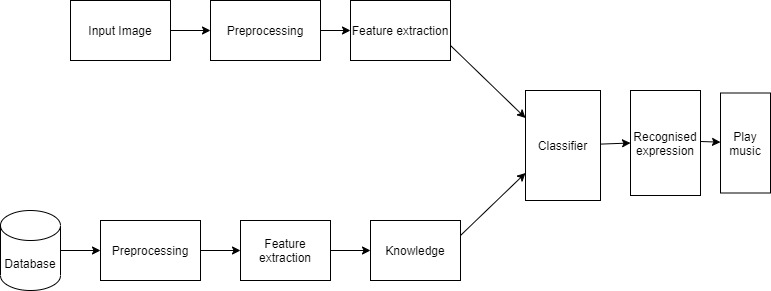 Input Image
Preprocessing
Feature extraction
Classifier
Recognised
expression
Play
music
Database
Preprocessing
Feature
extraction
Knowledge